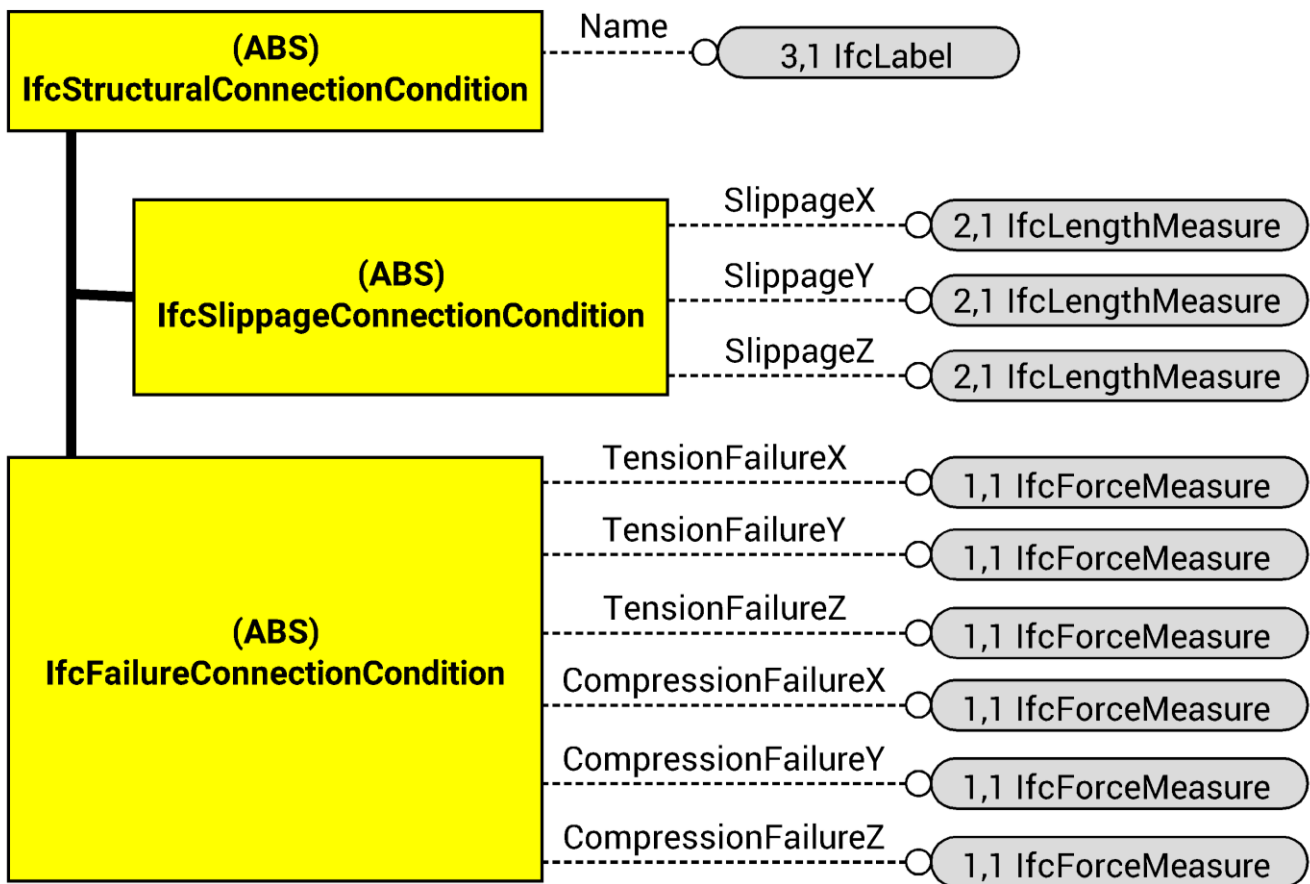 (ABS)
IfcStructuralConnectionCondition
Name
3,1 IfcLabel
(ABS)
IfcSlippageConnectionCondition
SlippageX
2,1 IfcLengthMeasure
SlippageY
2,1 IfcLengthMeasure
SlippageZ
2,1 IfcLengthMeasure
(ABS)
IfcFailureConnectionCondition
TensionFailureX
1,1 IfcForceMeasure
TensionFailureY
1,1 IfcForceMeasure
TensionFailureZ
1,1 IfcForceMeasure
CompressionFailureX
1,1 IfcForceMeasure
CompressionFailureY
1,1 IfcForceMeasure
CompressionFailureZ
1,1 IfcForceMeasure